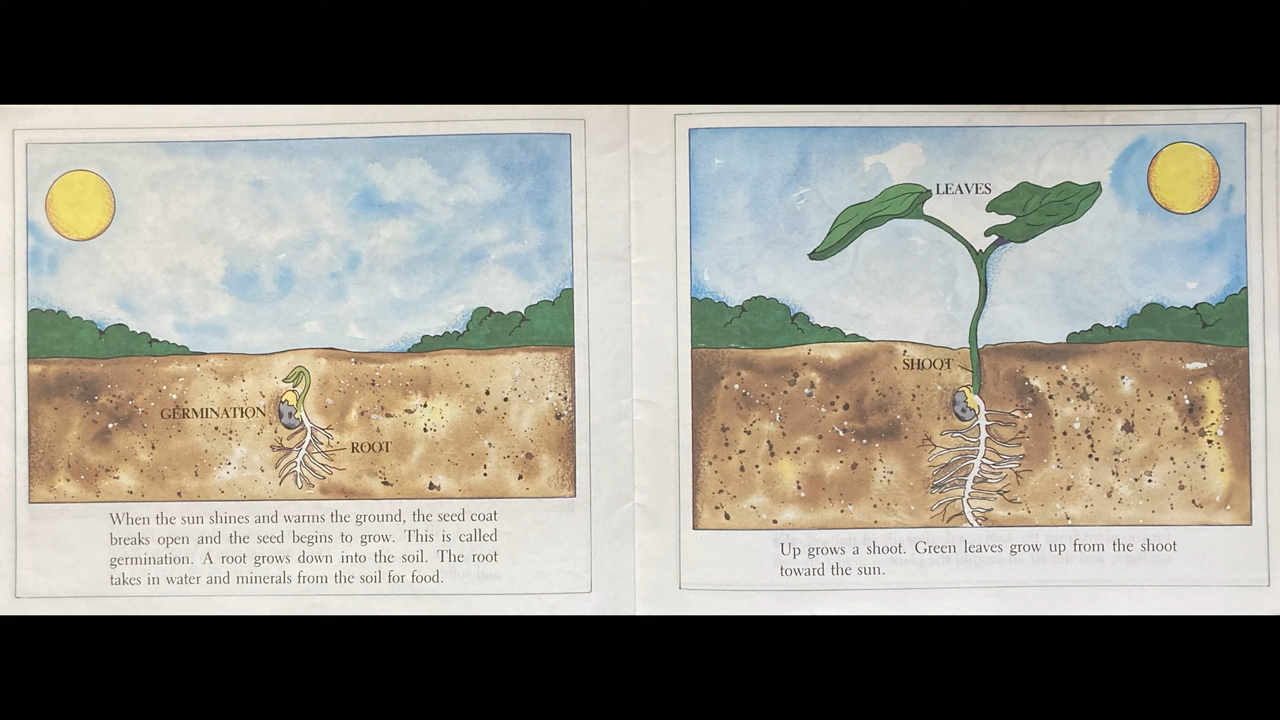 GERMINATION
ROOT
When the sun shines and warms the ground, the seed coat
breaks open and the seed begins to grow. This is called
germination. A root grows down into the soil. The root
takes in water and minerals from the soil for food.
LEAVES
SHOOT
Up grows a shoot. Green leaves grow up from the shoot
toward the sun.